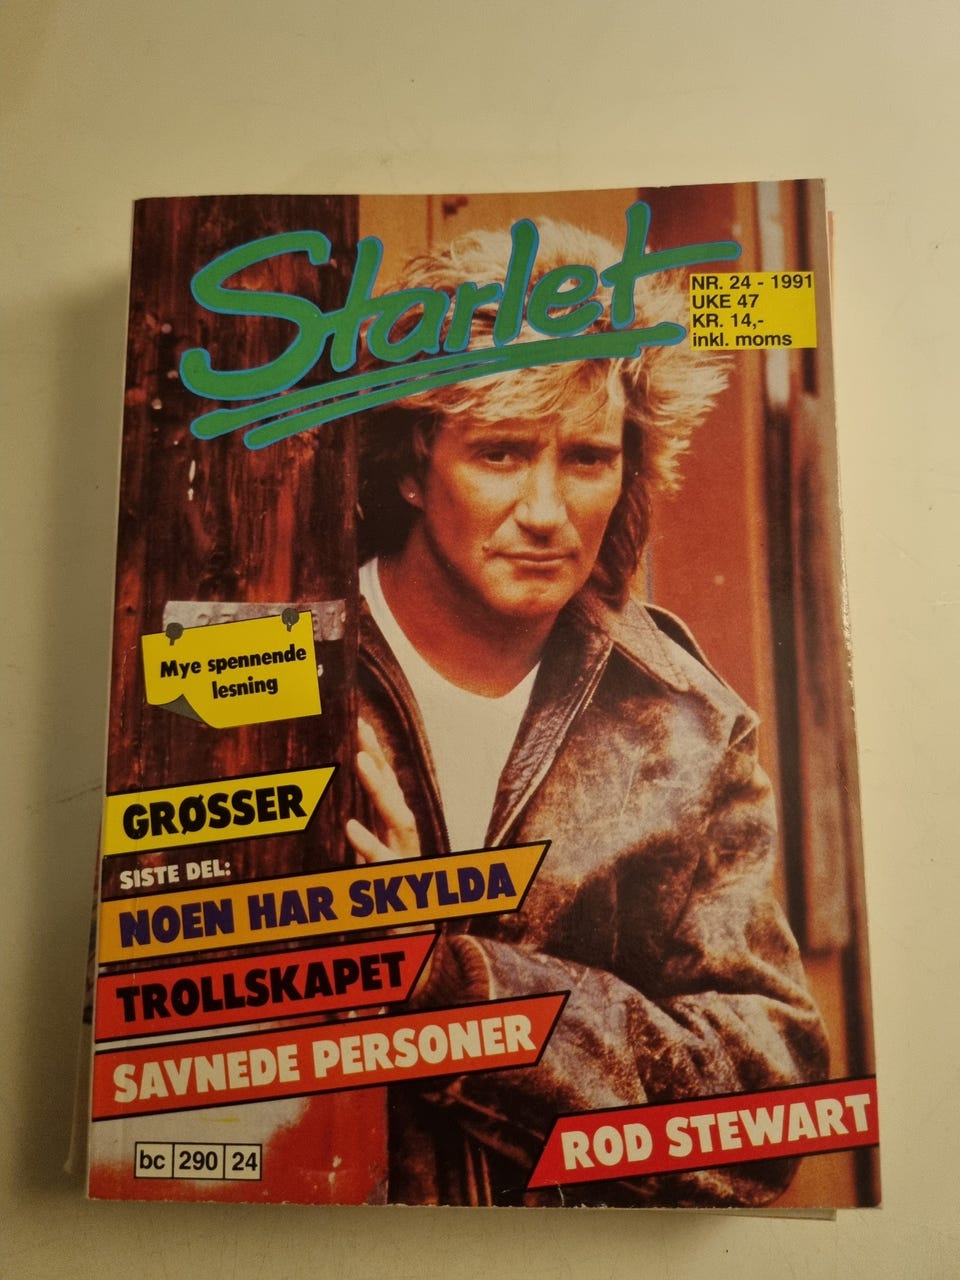 Starlet
NR. 24 - 1991
UKE 47
KR. 14,-
inkl. moms
Mye spennende
lesning
GRØSSER
SISTE DEL:
NOEN HAR SKYLDA
TROLLSKAPET
SAVNEDE PERSONER
ROD STEWART
bc 290 24